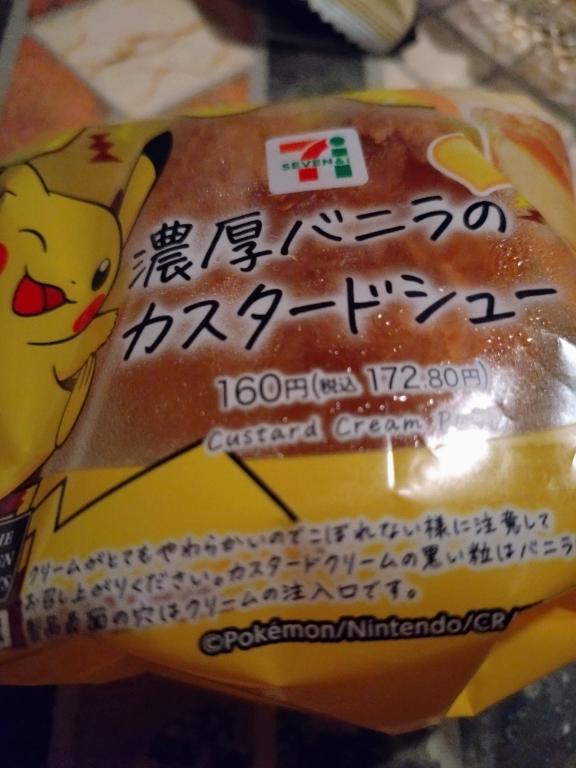 SEVEN&i
濃厚バニラの
カスタードシュー
160円(税込 172.80円)
Custard Cream
クリームがとてもやわらかいのでこぼれない様に注意して
お召し上がりください。カスタードクリームの黒い粒はバニラ
製品表面の穴はクリームの注入口です。
©Pokémon/Nintendo/CR